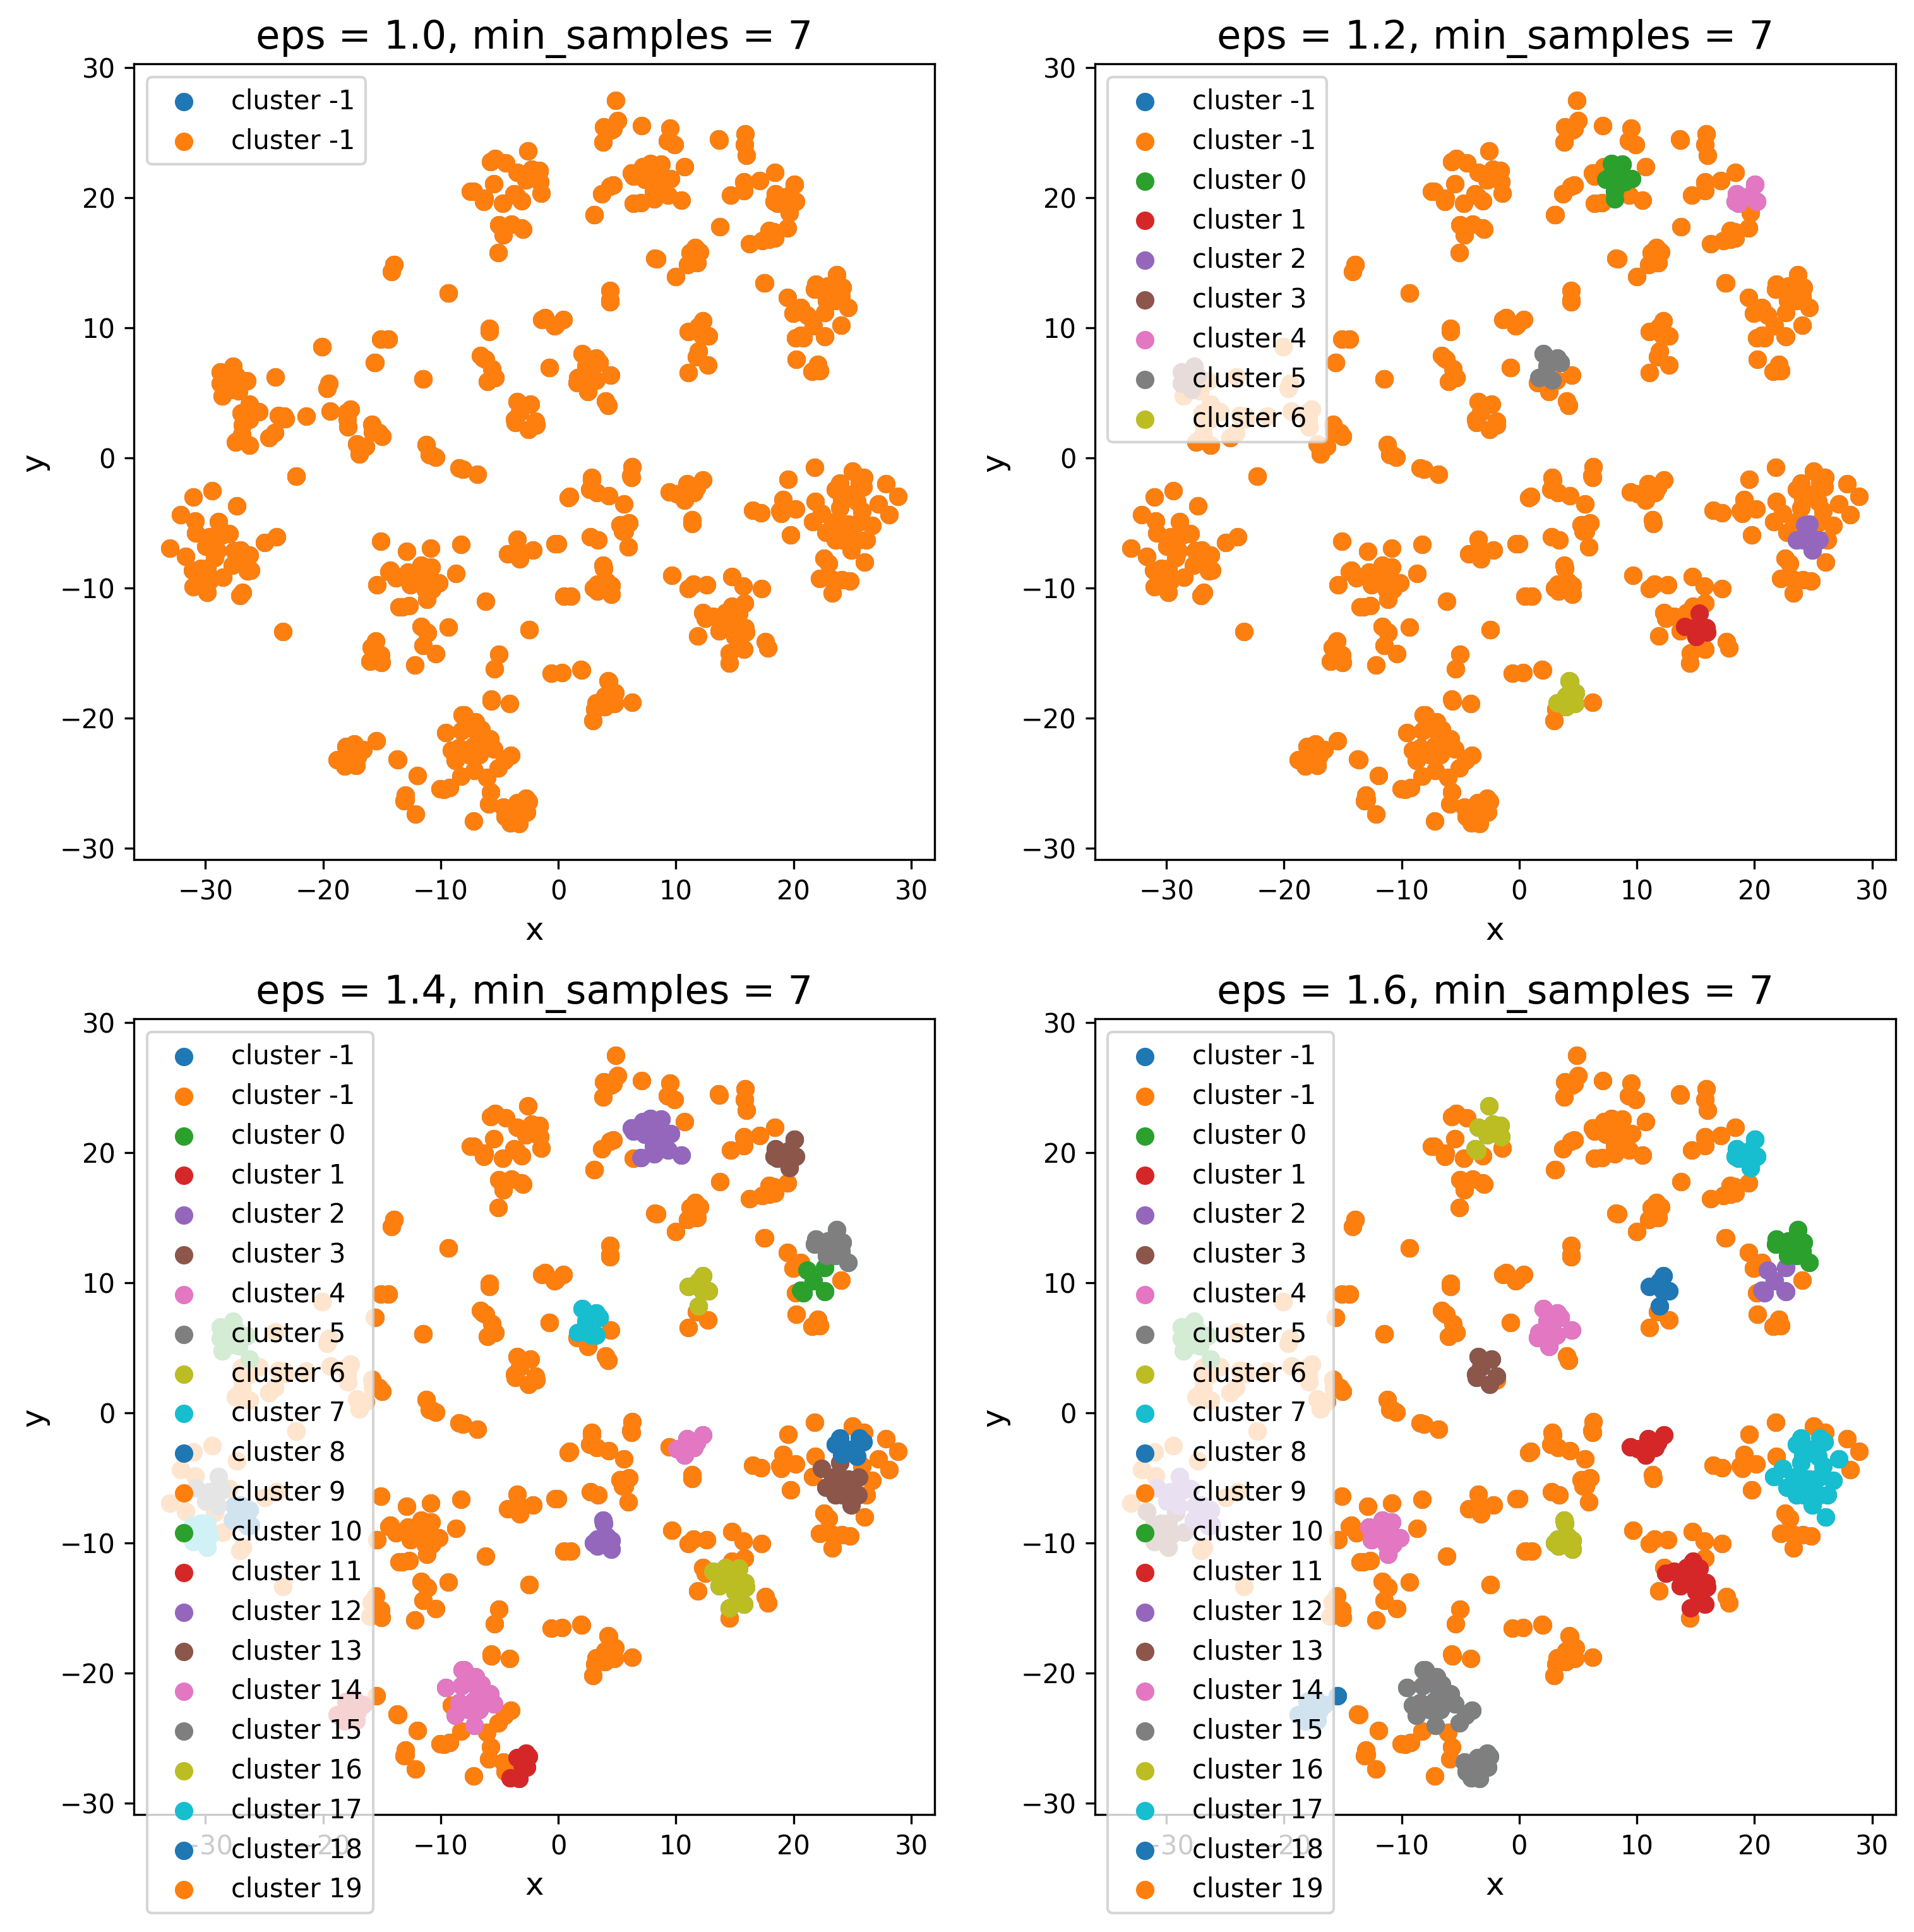 eps = 1.0, min_samples = 7
cluster -1
cluster -1
30
20
10
0
−10
−20
−30
y
−30
−20
−10
0
10
20
30
x
eps = 1.2, min_samples = 7
cluster -1
cluster -1
cluster 0
cluster 1
cluster 2
cluster 3
cluster 4
cluster 5
cluster 6
30
20
10
0
−10
−20
−30
y
−30
−20
−10
0
10
20
30
x
eps = 1.4, min_samples = 7
cluster -1
cluster -1
cluster 0
cluster 1
cluster 2
cluster 3
cluster 4
cluster 5
cluster 6
cluster 7
cluster 8
cluster 9
cluster 10
cluster 11
cluster 12
cluster 13
cluster 14
cluster 15
cluster 16
cluster 17
cluster 18
cluster 19
30
20
10
0
−10
−20
−30
y
−30
−20
−10
0
10
20
30
x
eps = 1.6, min_samples = 7
cluster -1
cluster -1
cluster 0
cluster 1
cluster 2
cluster 3
cluster 4
cluster 5
cluster 6
cluster 7
cluster 8
cluster 9
cluster 10
cluster 11
cluster 12
cluster 13
cluster 14
cluster 15
cluster 16
cluster 17
cluster 18
cluster 19
30
20
10
0
−10
−20
−30
y
−30
−20
−10
0
10
20
30
x